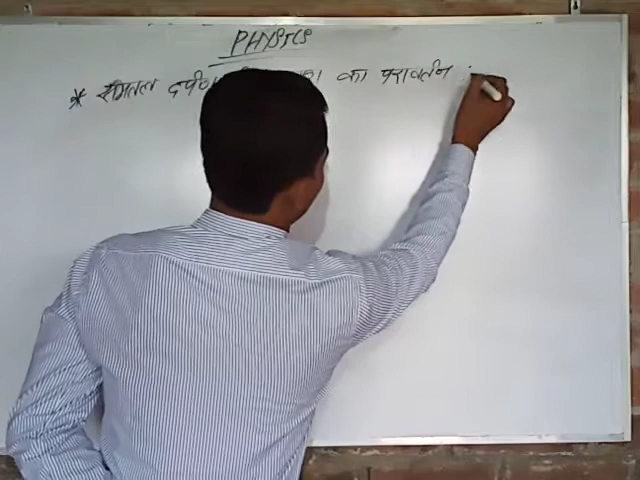 PHYSICS
* समतल दर्पण का परावर्तन :